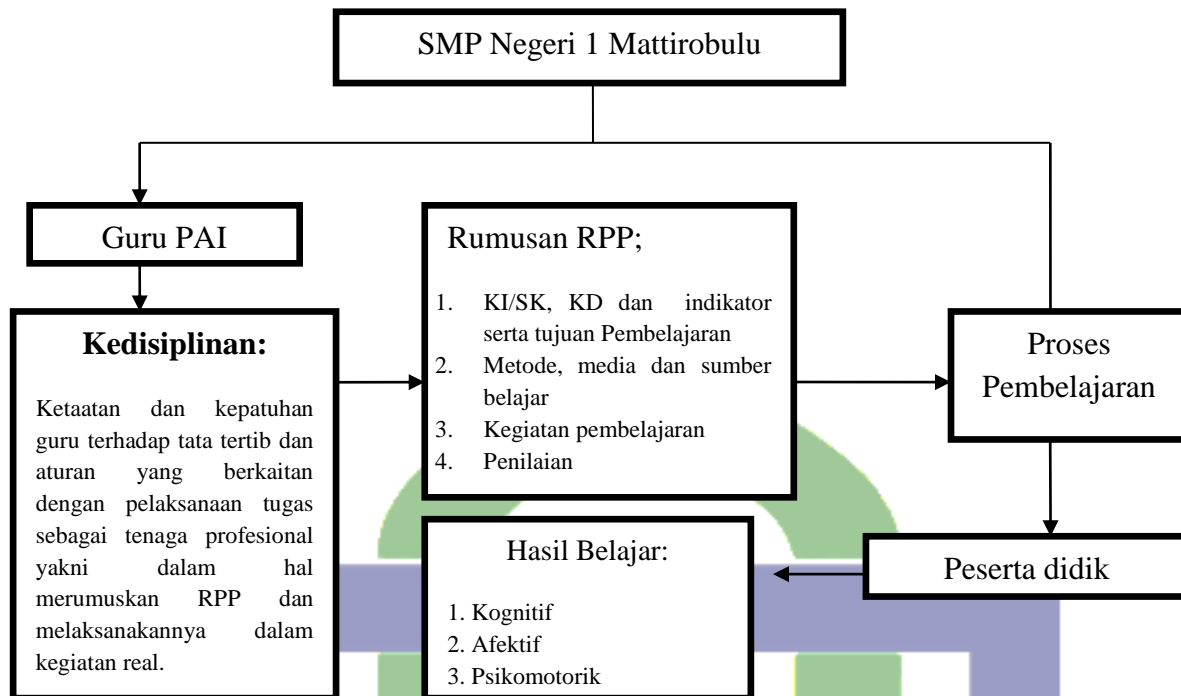 SMP Negeri 1 Mattirobulu
Guru PAI
Kedisiplinan:
Ketaatan dan kepatuhan
guru terhadap tata tertib dan
aturan yang berkaitan
dengan pelaksanaan tugas
sebagai tenaga profesional
yakni dalam hal
merumuskan RPP dan
melaksanakannya dalam
kegiatan real.
Rumusan RPP;
1. KI/SK, KD dan indikator
serta tujuan Pembelajaran
2. Metode, media dan sumber
belajar
3. Kegiatan pembelajaran
4. Penilaian
Proses
Pembelajaran
Peserta didik
Hasil Belajar:
1. Kognitif
2. Afektif
3. Psikomotorik